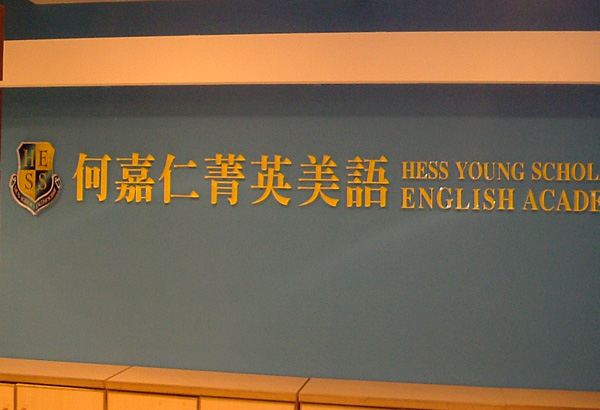 HE
SS
何嘉仁菁英美語
HESS YOUNG SCHOL
ENGLISH ACADE